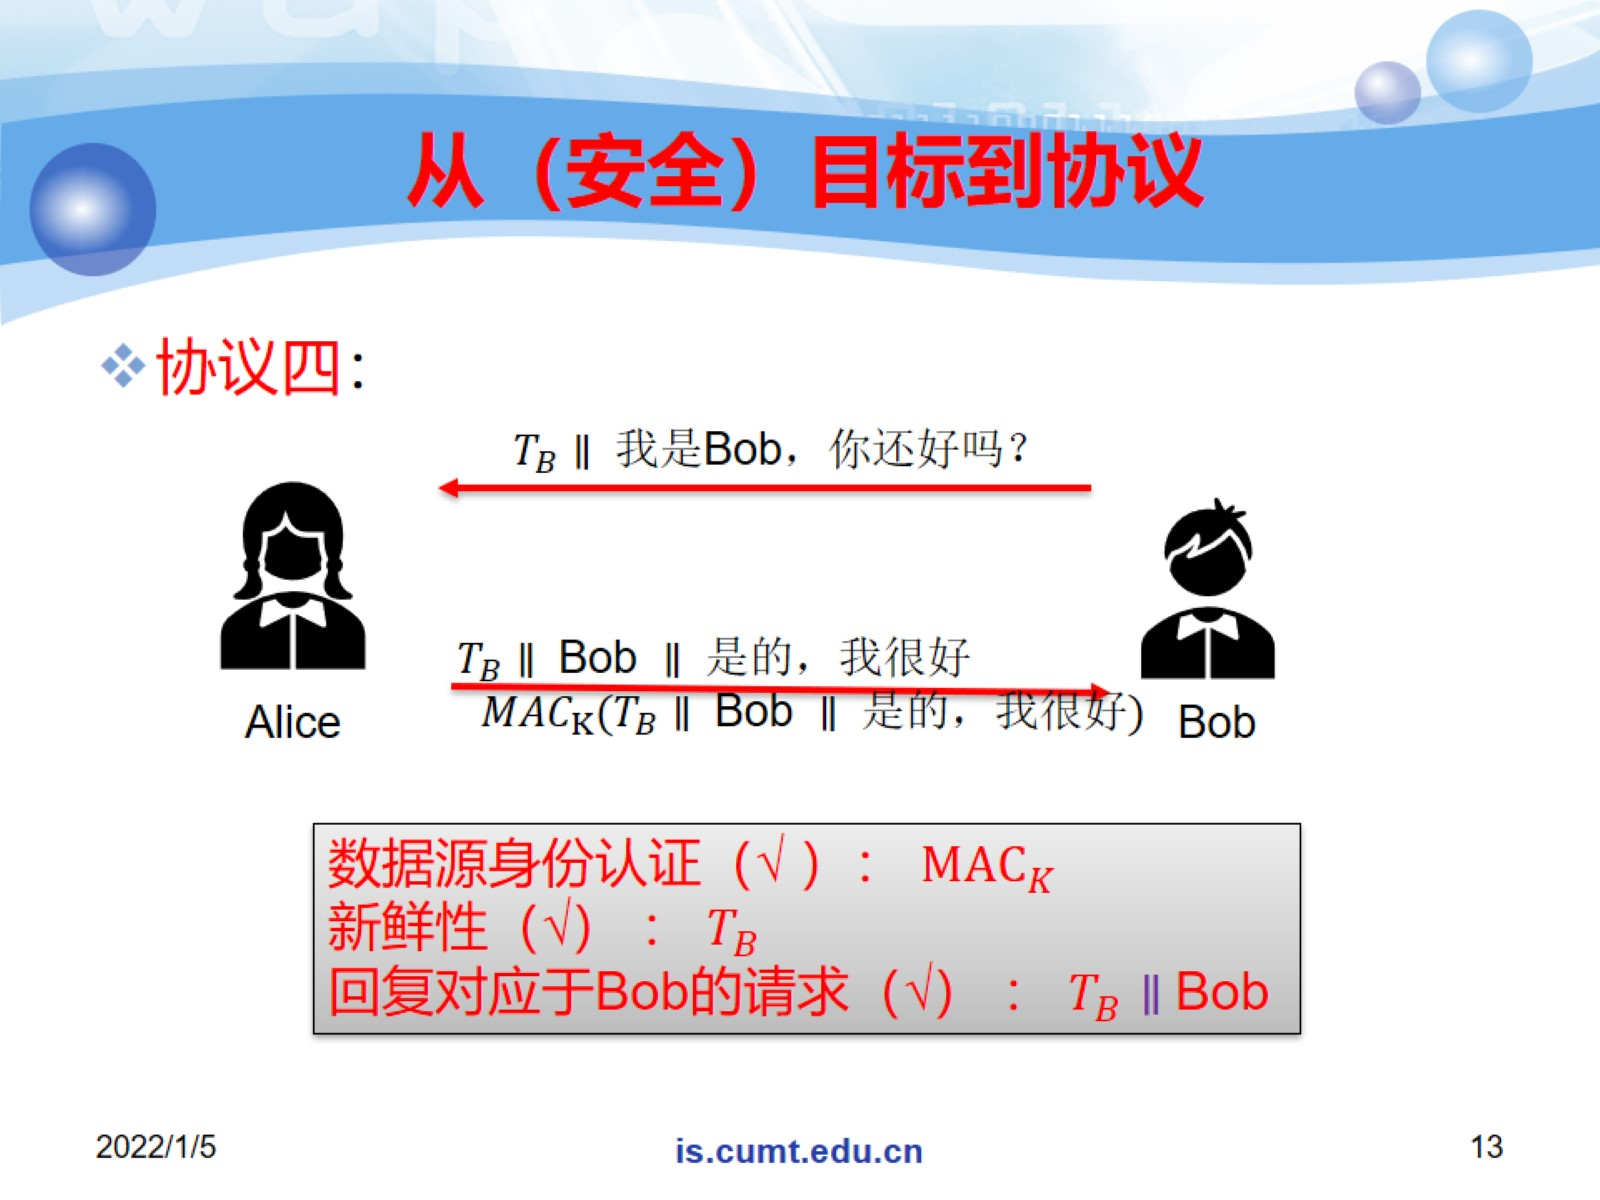 从（安全）目标到协议
协议四：
T_B ‖ 我是Bob，你还好吗？
T_B ‖ Bob ‖ 是的，我很好
MAC_K(T_B ‖ Bob ‖ 是的，我很好)
Alice
Bob
数据源身份认证（√）： MAC_K
新鲜性（√）： T_B
回复对应于Bob的请求（√）： T_B ‖ Bob
2022/1/5
is.cumt.edu.cn
13